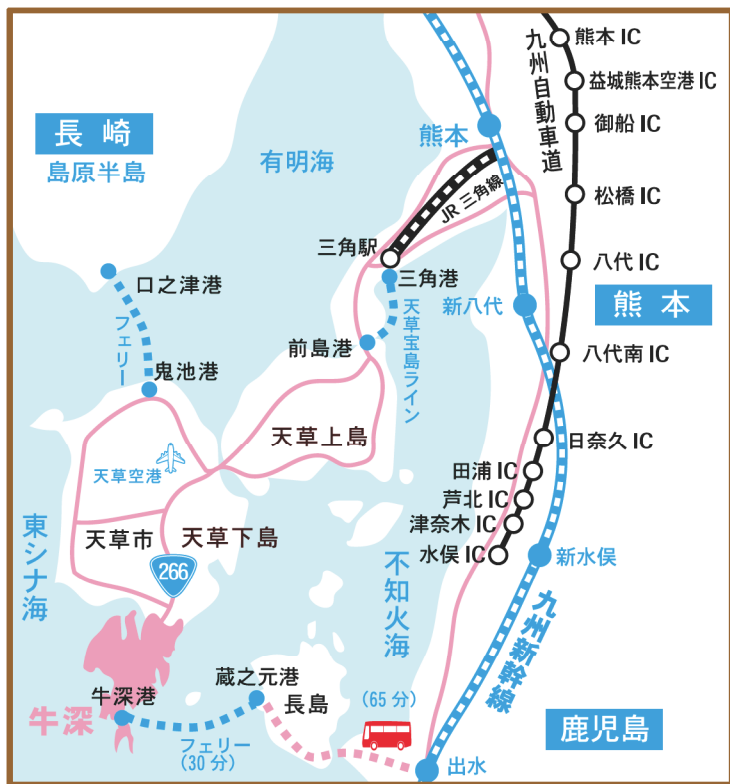 熊本 IC
九州自動車道
益城熊本空港 IC
長崎
熊本
御船 IC
島原半島
有明海
JR 三角線
松橋 IC
三角駅
八代 IC
口之津港
三角港
新八代
熊本
フェリー
天草宝島ライン
前島港
八代南 IC
鬼池港
天草上島
日奈久 IC
天草空港
田浦 IC
芦北 IC
東シナ海
天草市
天草下島
津奈木 IC
266
不知火海
水俣 IC
新水俣
九州新幹線
蔵之元港
牛深港
長島
(65 分)
牛深
フェリー
(30 分)
鹿児島
出水